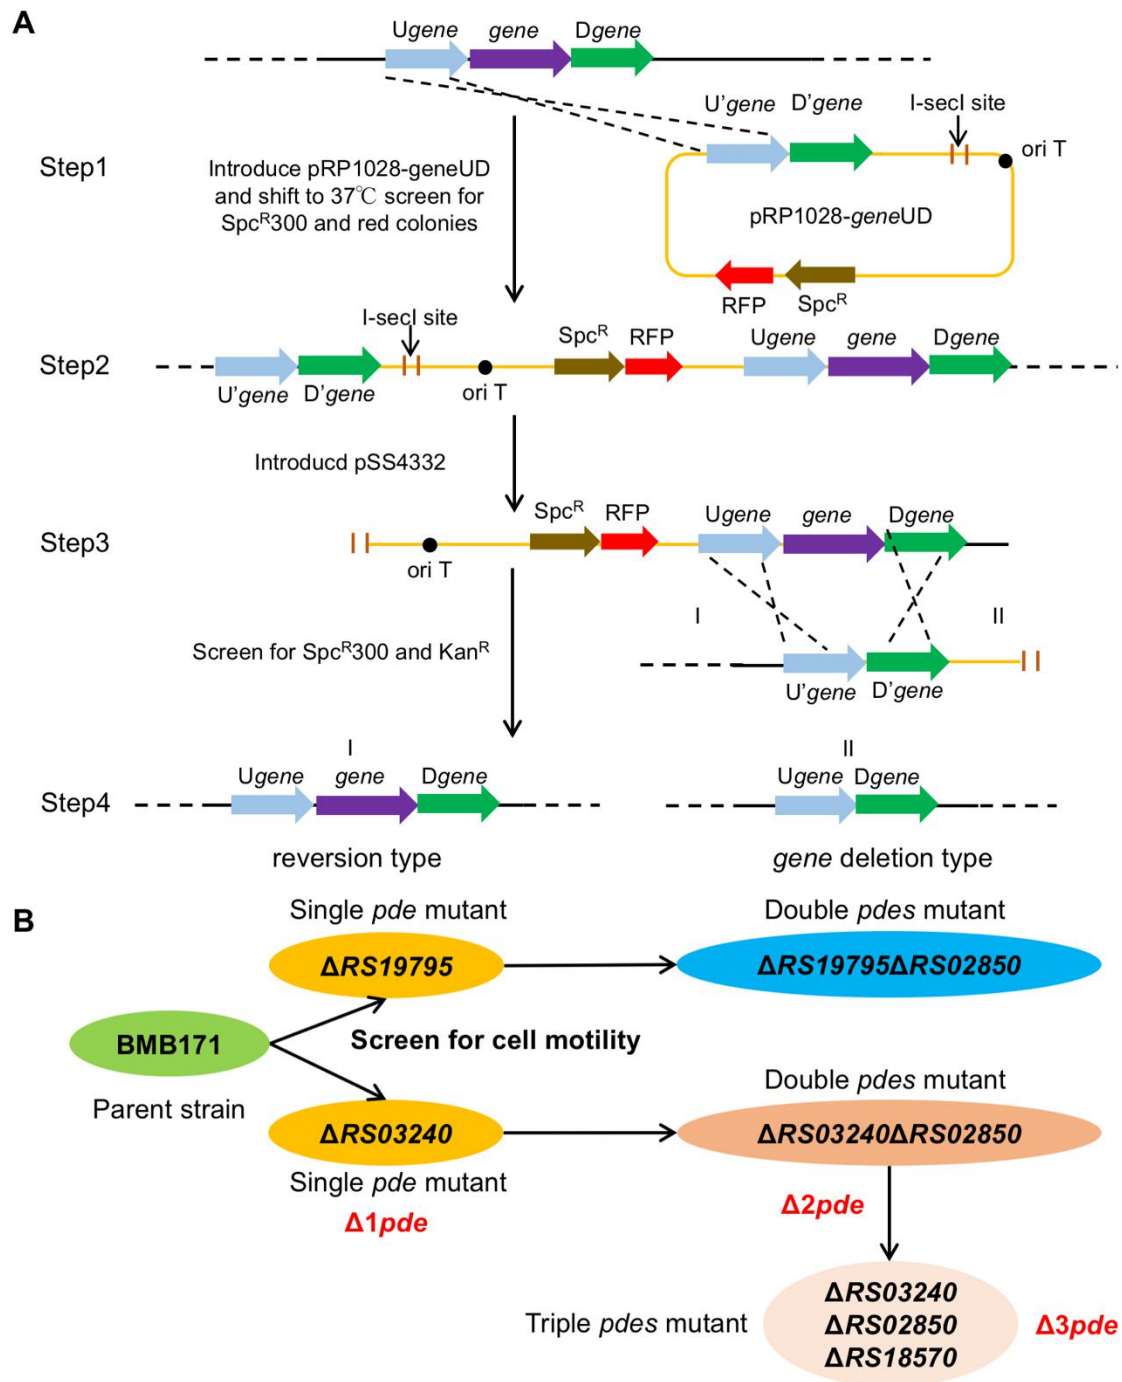 A
Ugene gene Dgene
U'gene D'gene I-secI site
ori T
Step1
Introduce pRP1028-geneUD
and shift to 37℃ screen for
SpcR300 and red colonies
pRP1028-geneUD
RFP SpcR
I-secI site
SpcR RFP Ugene gene Dgene
Step2
U'gene D'gene ori T
Introducd pSS4332
SpcR RFP Ugene gene Dgene
Step3
ori T
I II
Screen for SpcR300 and KanR
U'gene D'gene
I II
Ugene gene Dgene Ugene Dgene
Step4
reversion type gene deletion type
B
Single pde mutant Double pdes mutant
ΔRS19795 ΔRS19795ΔRS02850
BMB171 Screen for cell motility
Parent strain Double pdes mutant
ΔRS03240 ΔRS03240ΔRS02850
Single pde mutant
Δ1pde Δ2pde
ΔRS03240
Triple pdes mutant ΔRS02850 Δ3pde
ΔRS18570